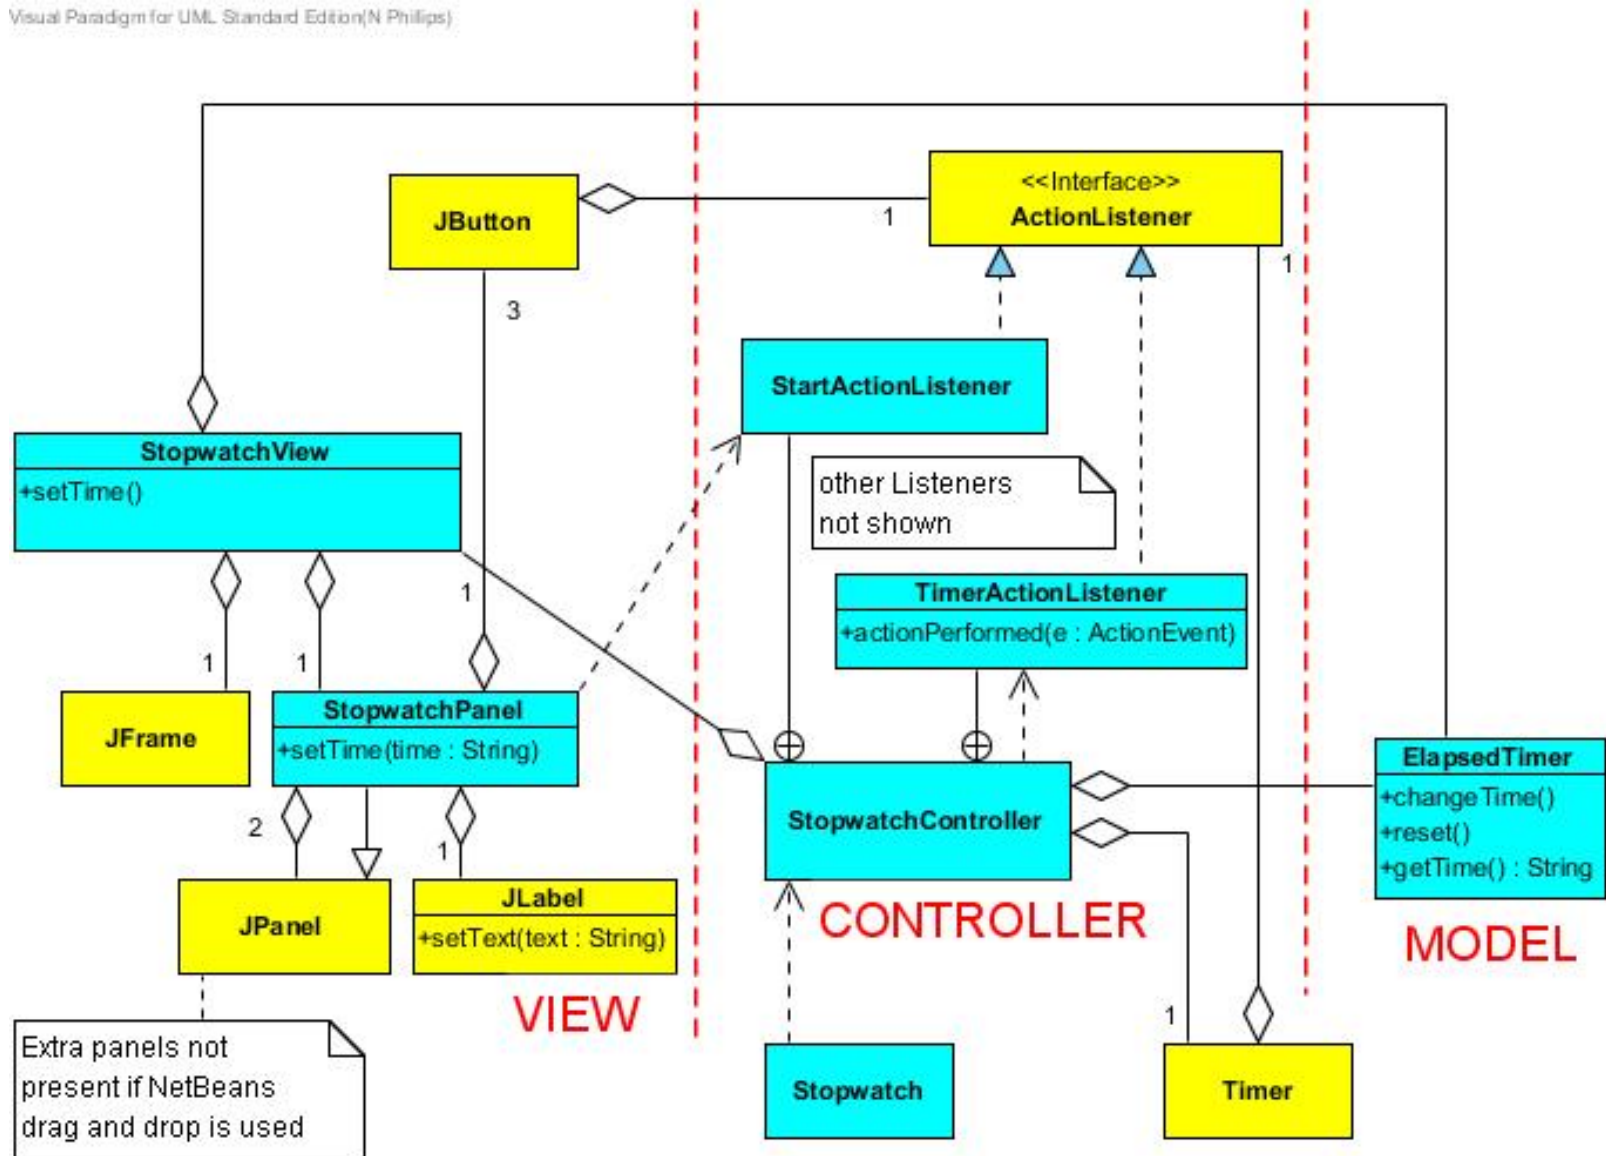 Visual Paradigm for UML Standard Edition(N Phillips)
JButton
1
<<Interface>>
ActionListener
1
3
StartActionListener
StopwatchView
+setTime()
other Listeners
not shown
1
TimerActionListener
+actionPerformed(e : ActionEvent)
1
1
JFrame
StopwatchPanel
+setTime(time : String)
StopwatchController
ElapsedTimer
+changeTime()
+reset()
+getTime() : String
2
1
JPanel
JLabel
+setText(text : String)
CONTROLLER
MODEL
VIEW
1
Extra panels not
present if NetBeans
drag and drop is used
Stopwatch
Timer